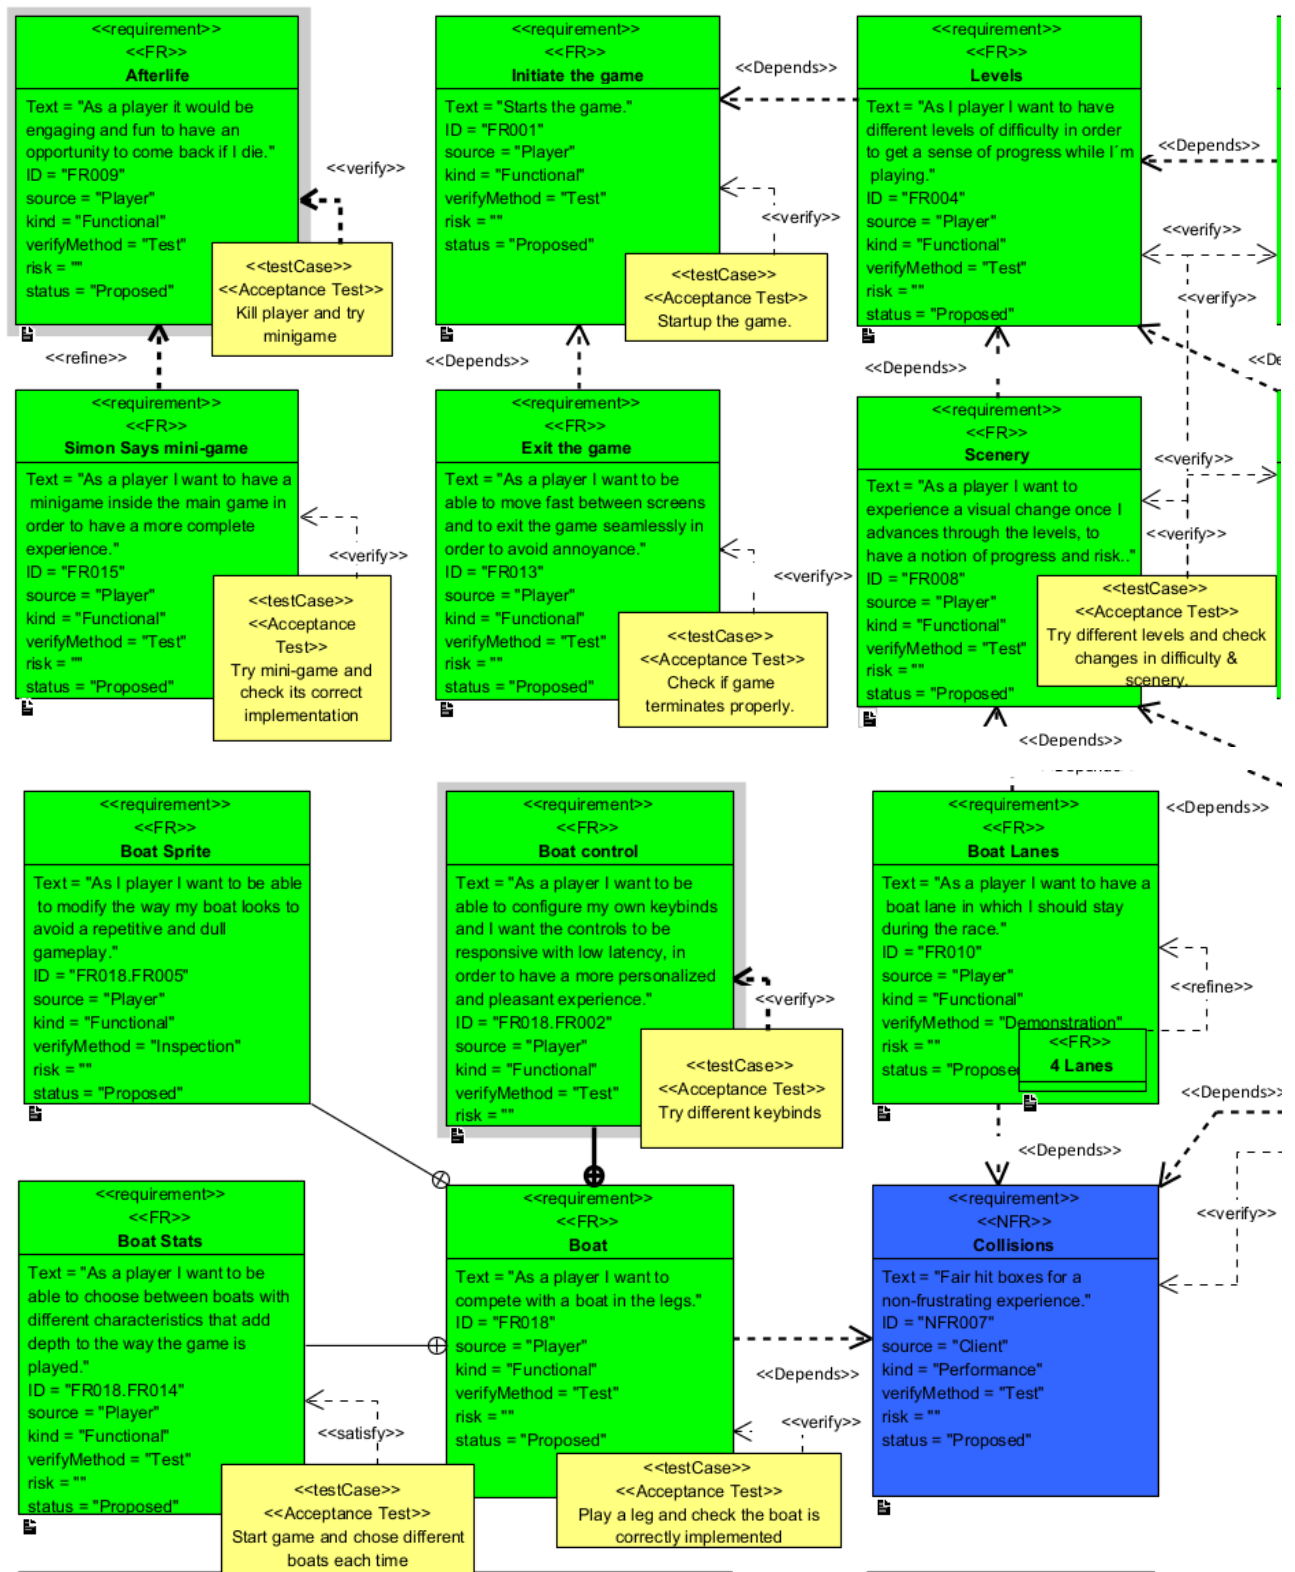 <<requirement>>
<<FR>>
Afterlife
Text = "As a player it would be
engaging and fun to have an
opportunity to come back if I die."
ID = "FR009"
source = "Player"
kind = "Functional"
verifyMethod = "Test"
risk = ""
status = "Proposed"
<<verify>>
<<testCase>>
<<Acceptance Test>>
Kill player and try
minigame
<<refine>>
<<requirement>>
<<FR>>
Initiate the game
Text = "Starts the game."
ID = "FR001"
source = "Player"
kind = "Functional"
verifyMethod = "Test"
risk = ""
status = "Proposed"
<<verify>>
<<testCase>>
<<Acceptance Test>>
Startup the game.
<<Depends>>
<<Depends>>
<<requirement>>
<<FR>>
Levels
Text = "As I player I want to have
different levels of difficulty in order
to get a sense of progress while I´m
playing."
ID = "FR004"
source = "Player"
kind = "Functional"
verifyMethod = "Test"
risk = ""
status = "Proposed"
<<Depends>>
<<verify>>
<<verify>>
<<Depends>>
<<De
<<requirement>>
<<FR>>
Simon Says mini-game
Text = "As a player I want to have a
minigame inside the main game in
order to have a more complete
experience."
ID = "FR015"
source = "Player"
kind = "Functional"
verifyMethod = "Test"
risk = ""
status = "Proposed"
<<verify>>
<<testCase>>
<<Acceptance
Test>>
Try mini-game and
check its correct
implementation
<<requirement>>
<<FR>>
Exit the game
Text = "As a player I want to be
able to move fast between screens
and to exit the game seamlessly in
order to avoid annoyance."
ID = "FR013"
source = "Player"
kind = "Functional"
verifyMethod = "Test"
risk = ""
status = "Proposed"
<<verify>>
<<testCase>>
<<Acceptance Test>>
Check if game
terminates properly.
<<requirement>>
<<FR>>
Scenery
Text = "As a player I want to
experience a visual change once I
advances through the levels, to
have a notion of progress and risk.."
ID = "FR008"
source = "Player"
kind = "Functional"
verifyMethod = "Test"
risk = ""
status = "Proposed"
<<verify>>
<<verify>>
<<testCase>>
<<Acceptance Test>>
Try different levels and check
changes in difficulty &
scenery.
<<Depends>>
<<Depends>>
<<requirement>>
<<FR>>
Boat Sprite
Text = "As I player I want to be able
to modify the way my boat looks to
avoid a repetitive and dull
gameplay."
ID = "FR018.FR005"
source = "Player"
kind = "Functional"
verifyMethod = "Inspection"
risk = ""
status = "Proposed"
<<requirement>>
<<FR>>
Boat control
Text = "As a player I want to be
able to configure my own keybinds
and I want the controls to be
responsive with low latency, in
order to have a more personalized
and pleasant experience."
ID = "FR018.FR002"
source = "Player"
kind = "Functional"
verifyMethod = "Test"
risk = ""
<<verify>>
<<testCase>>
<<Acceptance Test>>
Try different keybinds
<<requirement>>
<<FR>>
Boat Lanes
Text = "As a player I want to have a
boat lane in which I should stay
during the race."
ID = "FR010"
source = "Player"
kind = "Functional"
verifyMethod = "Demonstration"
risk = ""
status = "Propose
<<FR>>
4 Lanes
<<refine>>
<<Depends>>
<<Depends>>
<<Depends>>
<<requirement>>
<<FR>>
Boat Stats
Text = "As a player I want to be
able to choose between boats with
different characteristics that add
depth to the way the game is
played."
ID = "FR018.FR014"
source = "Player"
kind = "Functional"
verifyMethod = "Test"
risk = ""
status = "Proposed"
<<satisfy>>
<<testCase>>
<<Acceptance Test>>
Start game and chose different
boats each time
<<requirement>>
<<FR>>
Boat
Text = "As a player I want to
compete with a boat in the legs."
ID = "FR018"
source = "Player"
kind = "Functional"
verifyMethod = "Test"
risk = ""
status = "Proposed"
<<Depends>>
<<verify>>
<<testCase>>
<<Acceptance Test>>
Play a leg and check the boat is
correctly implemented
<<requirement>>
<<NFR>>
Collisions
Text = "Fair hit boxes for a
non-frustrating experience."
ID = "NFR007"
source = "Client"
kind = "Performance"
verifyMethod = "Test"
risk = ""
status = "Proposed"
<<verify>>